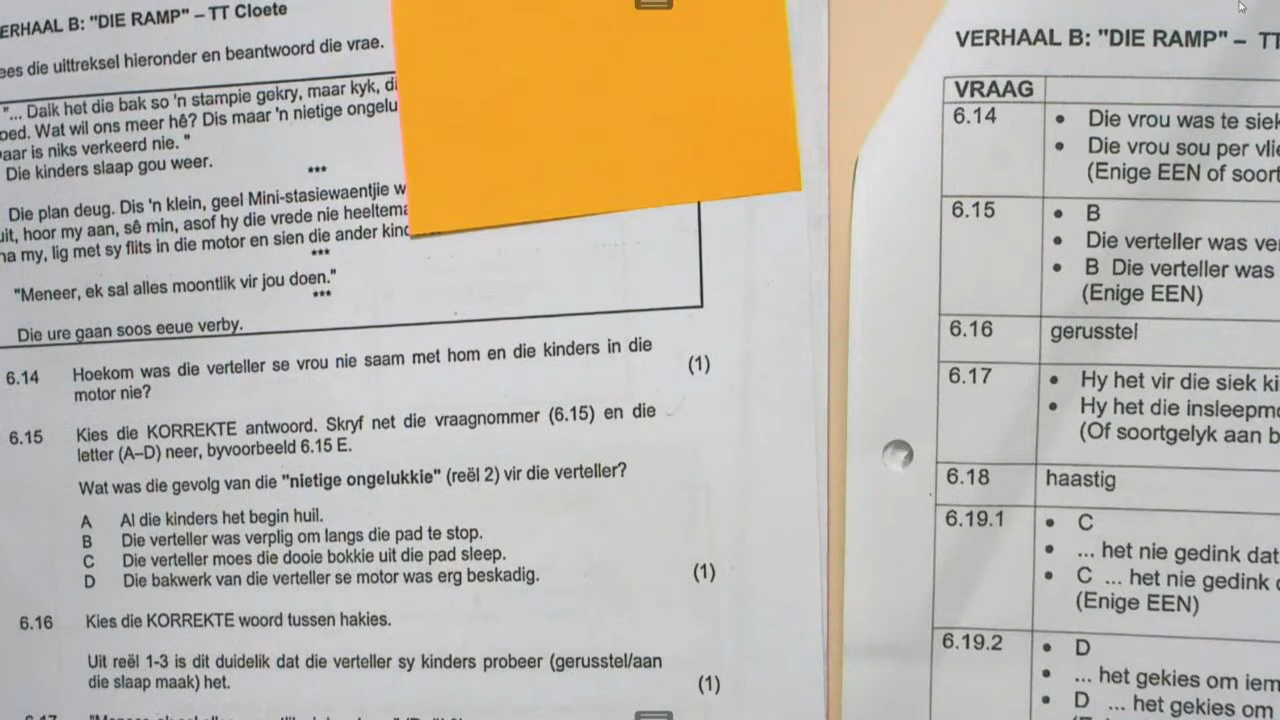 VERHAAL B: "DIE RAMP" – TT Cloete
die uittreksel hieronder en beantwoord die vrae.
"... Dalk het die bak so 'n stampie gekry, maar kyk,
Wat wil ons meer hê? Dis maar 'n nietige
is niks verkeerd nie. "
Die kinders slaap gou weer.
***
Die plan deug. Dis 'n klein, geel Mini-stasiewaentjie
uit, hoor my aan, sê min, asof hy die vrede nie
my, lig met sy flits in die motor en sien die ander
***
"Meneer, ek sal alles moontlik vir jou doen."
***
Die ure gaan soos eeue verby.
6.14 Hoekom was die verteller se vrou nie saam met hom en die kinders in die
motor nie? (1)
6.15 Kies die KORREKTE antwoord. Skryf net die vraagnommer (6.15) en die
letter (A–D) neer, byvoorbeeld 6.15 E.
Wat was die gevolg van die "nietige ongelukkie" (reël 2) vir die verteller?
A Al die kinders het begin huil.
B Die verteller was verplig om langs die pad te stop.
C Die verteller moes die dooie bokkie uit die pad sleep.
D Die bakwerk van die verteller se motor was erg beskadig. (1)
6.16 Kies die KORREKTE woord tussen hakies.
Uit reël 1-3 is dit duidelik dat die verteller sy kinders probeer (gerusstel/aan
die slaap maak) het. (1)
VERHAAL B: "DIE RAMP" – TT
VRAAG
6.14 • Die vrou was te siek
• Die vrou sou per
(Enige EEN of
6.15 • B
• Die verteller was
• B Die verteller was
(Enige EEN)
6.16 gerusstel
6.17 • Hy het vir die siek
• Hy het die
(Of soortgelyk aan
6.18 haastig
6.19.1 • C
• ... het nie gedink dat
• C ... het nie gedink
(Enige EEN)
6.19.2 • D
• ... het gekies om
• D ... het gekies om